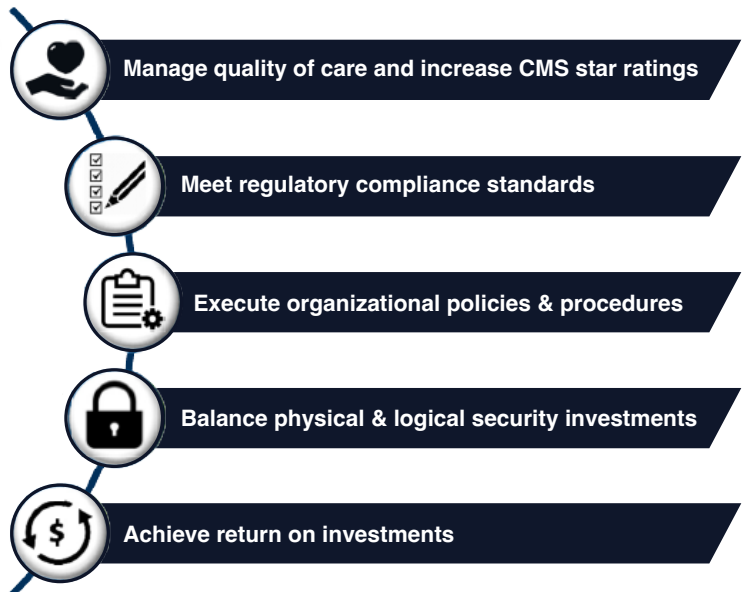 Manage quality of care and increase CMS star ratings
Meet regulatory compliance standards
Execute organizational policies & procedures
Balance physical & logical security investments
$
Achieve return on investments